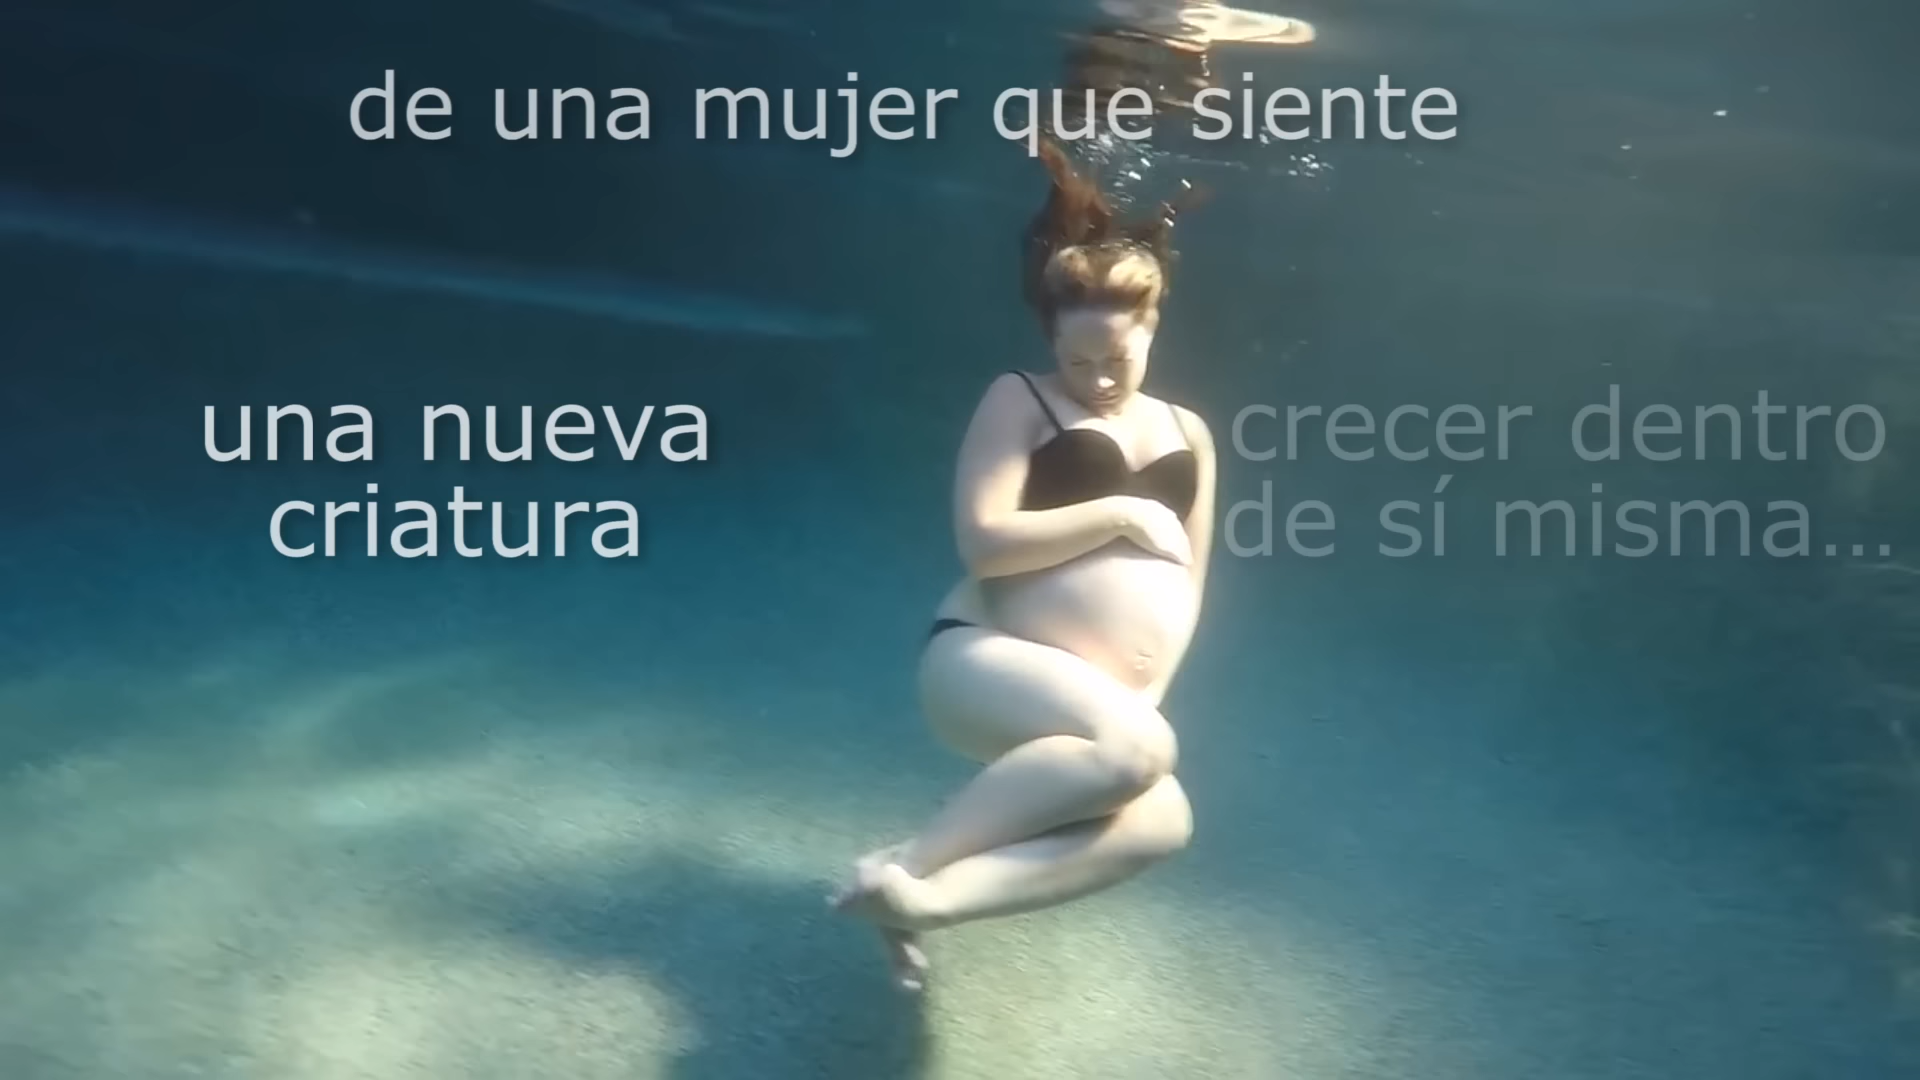 de una mujer que siente
una nueva
criatura
crecer dentro
de sí misma...